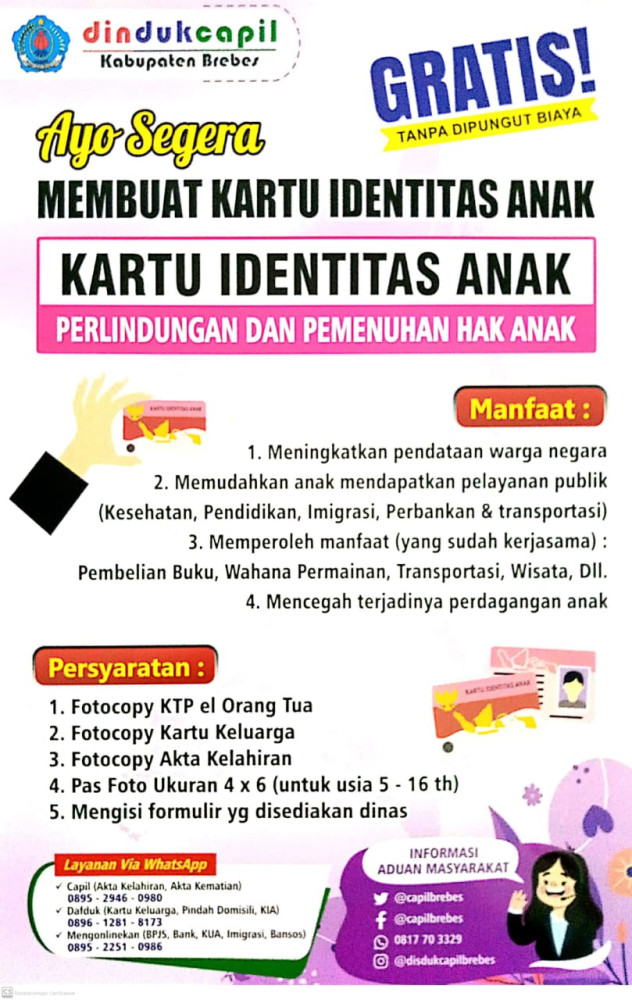 dindukcapil
Kabupaten Brebes
GRATIS!
TANPA DIPUNGUT BIAYA
Ayo Segera
MEMBUAT KARTU IDENTITAS ANAK
KARTU IDENTITAS ANAK
PERLINDUNGAN DAN PEMENUHAN HAK ANAK
KARTU IDENTITAS ANAK
Manfaat :
1. Meningkatkan pendataan warga negara
2. Memudahkan anak mendapatkan pelayanan publik
(Kesehatan, Pendidikan, Imigrasi, Perbankan & transportasi)
3. Memperoleh manfaat (yang sudah kerjasama) :
Pembelian Buku, Wahana Permainan, Transportasi, Wisata, Dll.
4. Mencegah terjadinya perdagangan anak
Persyaratan :
1. Fotocopy KTP el Orang Tua
2. Fotocopy Kartu Keluarga
3. Fotocopy Akta Kelahiran
4. Pas Foto Ukuran 4 x 6 (untuk usia 5 - 16 th)
5. Mengisi formulir yg disediakan dinas
KARTU IDENTITAS ANAK
Layanan Via WhatsApp
✓ Capil (Akta Kelahiran, Akta Kematian)
0895 - 2946 - 0980
✓ Dafduk (Kartu Keluarga, Pindah Domisili, KIA)
0896 - 1281 - 8173
✓ Mengonlinekan (BPJS, Bank, KUA, Imigrasi, Bansos)
0895 - 2251 - 0986
INFORMASI
ADUAN MASYARAKAT
@capilbrebes
@capilbrebes
0817 70 3329
@disdukcapilbrebes
CS